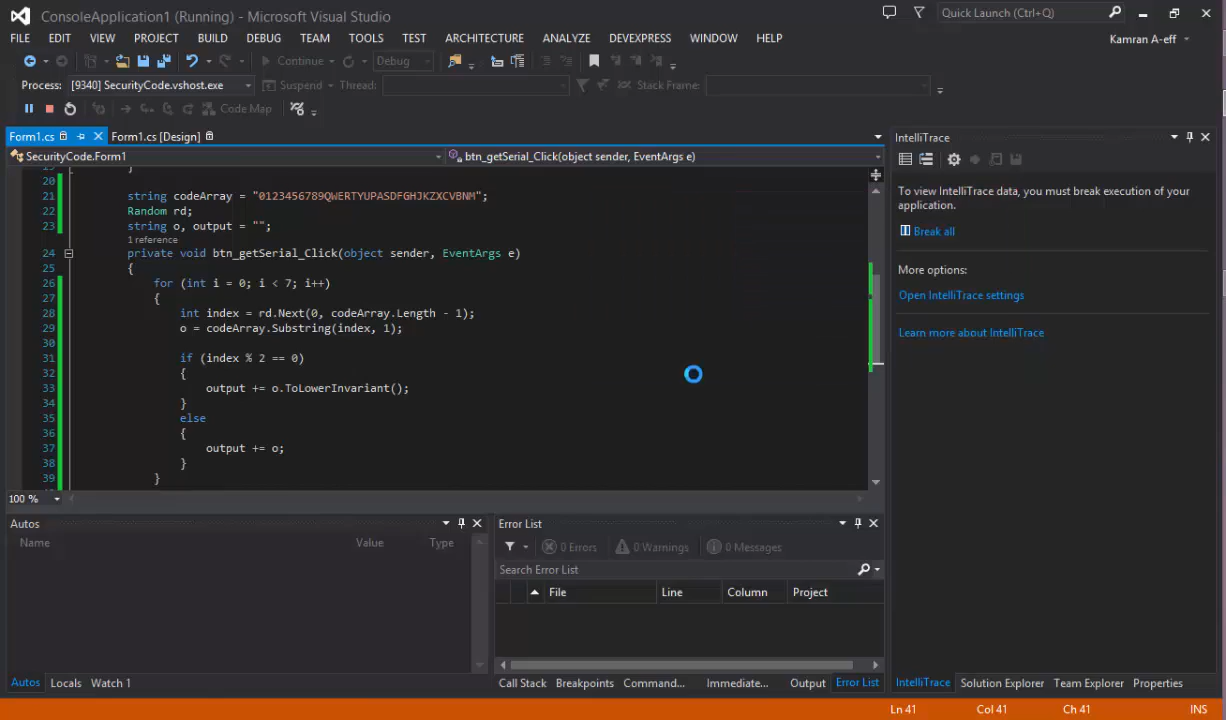 ConsoleApplication1 (Running) - Microsoft Visual Studio
Quick Launch (Ctrl+Q)
FILE EDIT VIEW PROJECT BUILD DEBUG TEAM TOOLS TEST ARCHITECTURE ANALYZE DEVEXPRESS WINDOW HELP
Kamran A-eff
Continue Debug
Process: [9340] SecurityCode.vshost.exe Suspend Thread: Stack Frame:
Code Map
Form1.cs Form1.cs [Design]
SecurityCode.Form1 btn_getSerial_Click(object sender, EventArgs e)
19 }
20
21 string codeArray = "0123456789QWERTYUPASDFGHJKZXCVBNM";
22 Random rd;
23 string o, output = "";
1 reference
24 private void btn_getSerial_Click(object sender, EventArgs e)
25 {
26 for (int i = 0; i < 7; i++)
27 {
28 int index = rd.Next(0, codeArray.Length - 1);
29 o = codeArray.Substring(index, 1);
30
31 if (index % 2 == 0)
32 {
33 output += o.ToLowerInvariant();
34 }
35 else
36 {
37 output += o;
38 }
39 }
100 %
IntelliTrace
To view IntelliTrace data, you must break execution of your
application.
Break all
More options:
Open IntelliTrace settings
Learn more about IntelliTrace
Autos
Name Value Type
Error List
0 Errors 0 Warnings 0 Messages
Search Error List
File Line Column Project
Autos Locals Watch 1
Call Stack Breakpoints Command... Immediate... Output Error List
IntelliTrace Solution Explorer Team Explorer Properties
Ln 41 Col 41 Ch 41 INS